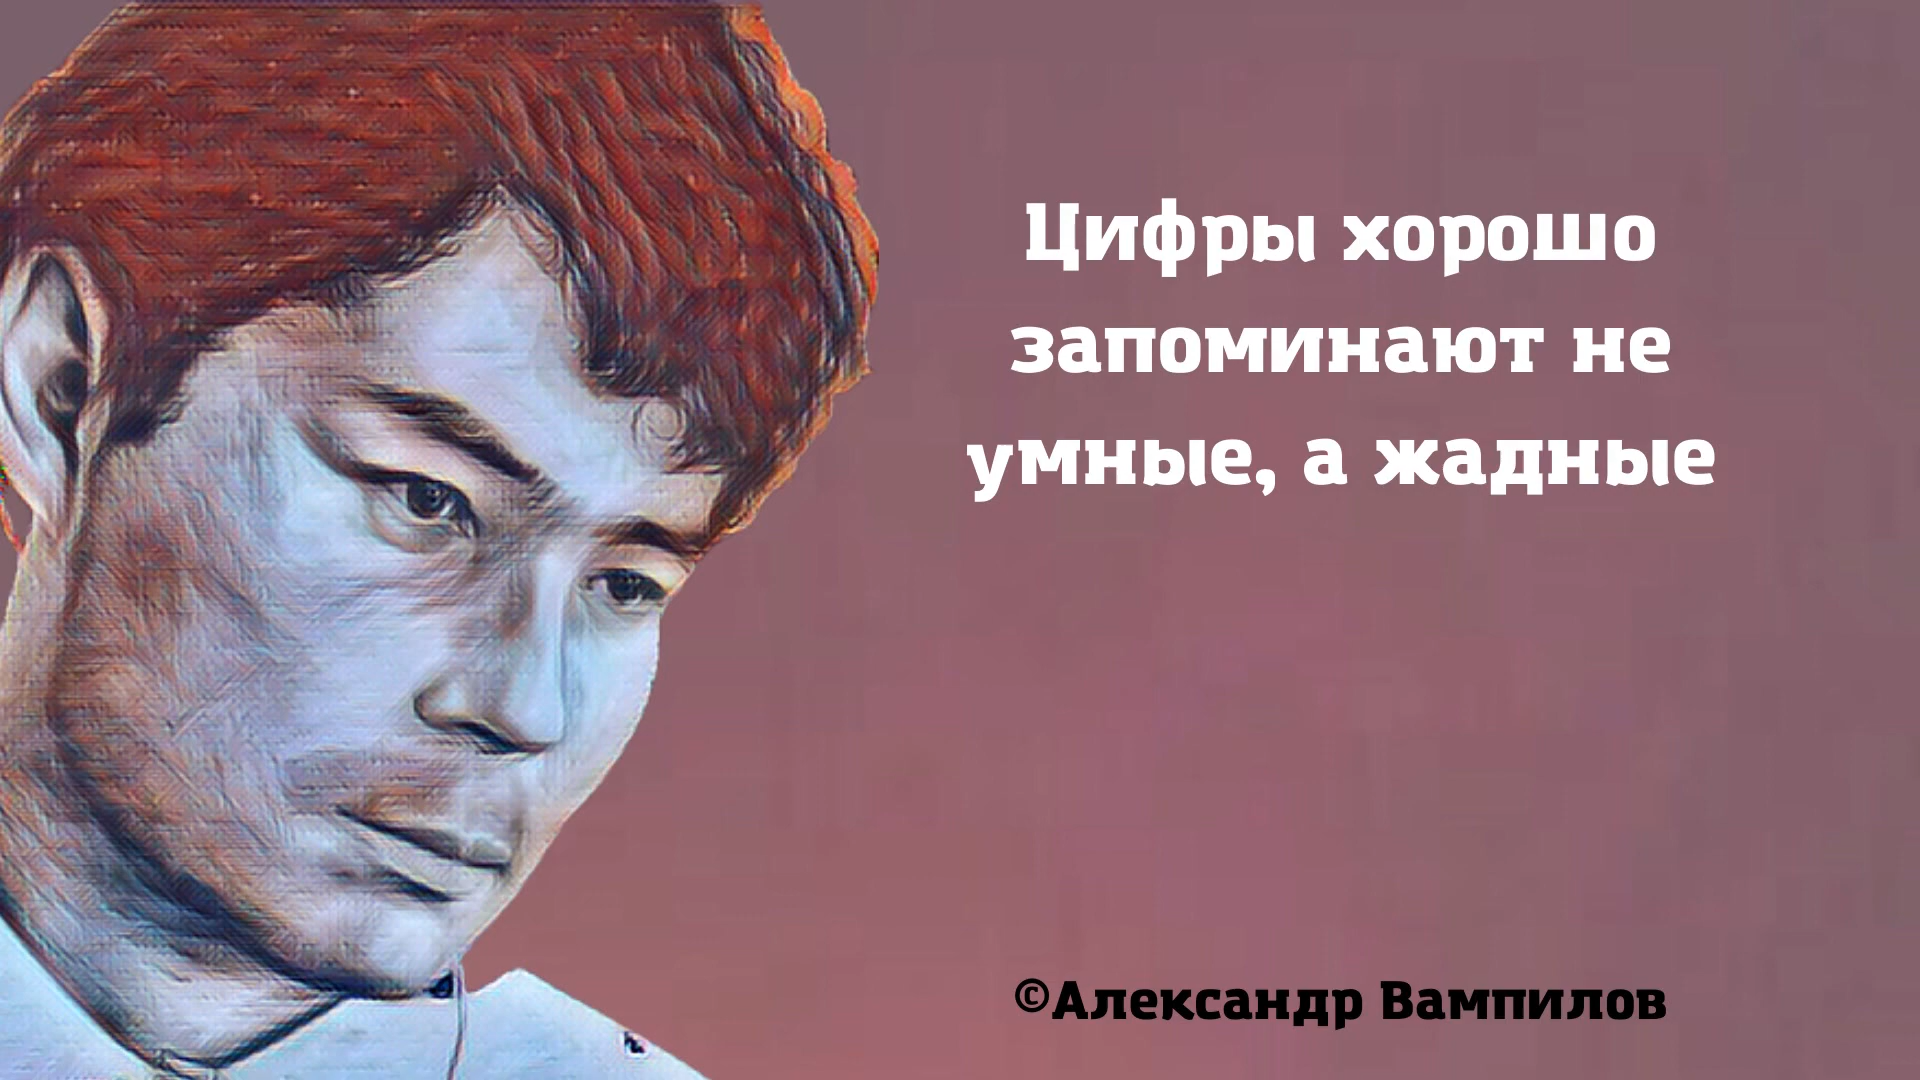 Цифры хорошо
запоминают не
умные, а жадные
©Александр Вампилов